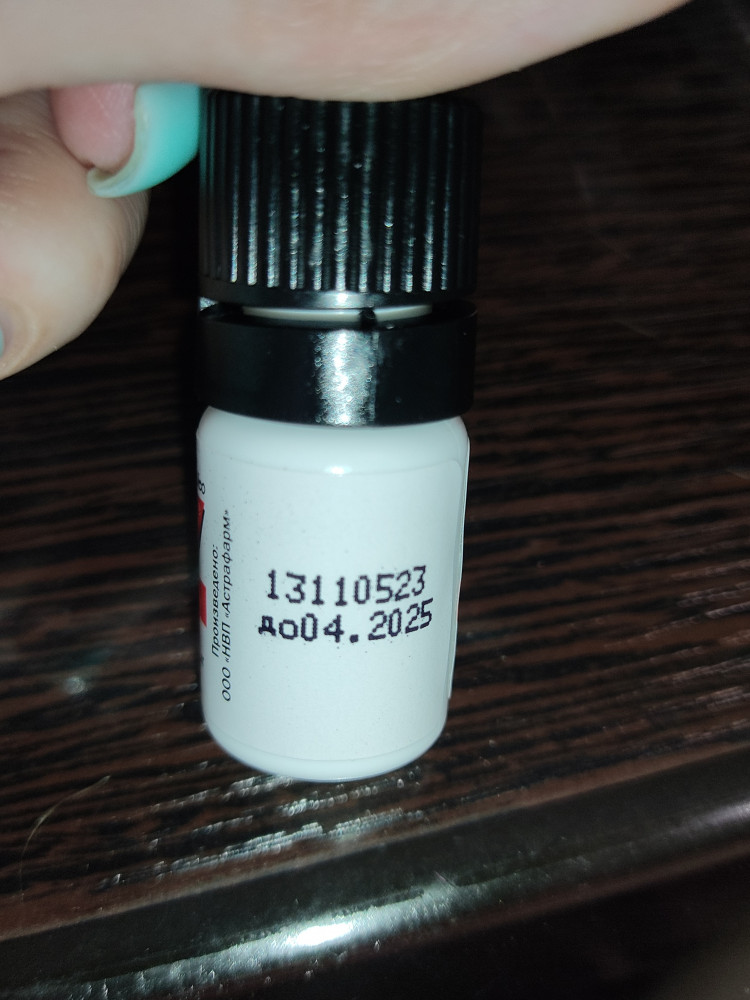 13110523
до04.2025
Произведено:
ООО «НВП «Астрафарм»